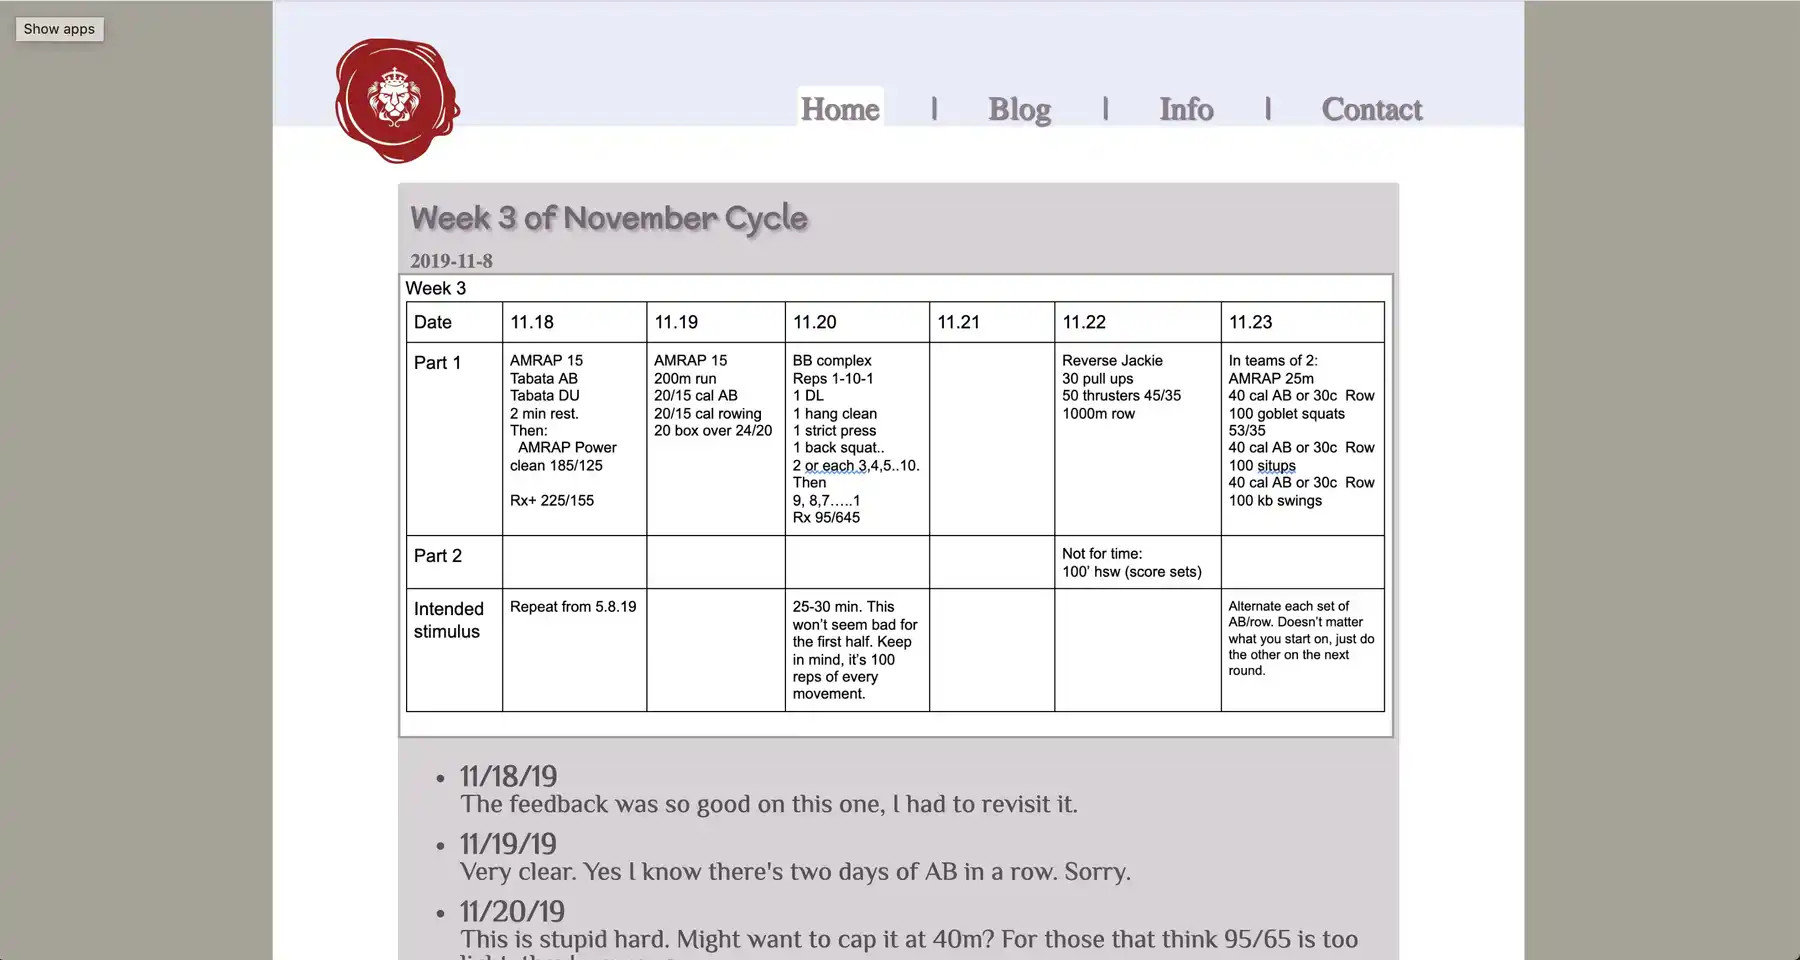 Show apps
Home | Blog | Info | Contact
Week 3 of November Cycle
2019-11-8
Week 3
Date
11.18
11.19
11.20
11.21
11.22
11.23
Part 1
AMRAP 15
Tabata AB
Tabata DU
2 min rest.
Then:
AMRAP Power
clean 185/125
Rx+ 225/155
AMRAP 15
200m run
20/15 cal AB
20/15 cal rowing
20 box over 24/20
BB complex
Reps 1-10-1
1 DL
1 hang clean
1 strict press
1 back squat..
2 or each 3,4,5..10.
Then
9, 8,7…..1
Rx 95/645
Reverse Jackie
30 pull ups
50 thrusters 45/35
1000m row
In teams of 2:
AMRAP 25m
40 cal AB or 30c Row
100 goblet squats
53/35
40 cal AB or 30c Row
100 situps
40 cal AB or 30c Row
100 kb swings
Part 2
Not for time:
100’ hsw (score sets)
Intended
stimulus
Repeat from 5.8.19
25-30 min. This
won’t seem bad for
the first half. Keep
in mind, it’s 100
reps of every
movement.
Alternate each set of
AB/row. Doesn’t matter
what you start on, just do
the other on the next
round.
• 11/18/19
The feedback was so good on this one, I had to revisit it.
• 11/19/19
Very clear. Yes I know there's two days of AB in a row. Sorry.
• 11/20/19
This is stupid hard. Might want to cap it at 40m? For those that think 95/65 is too